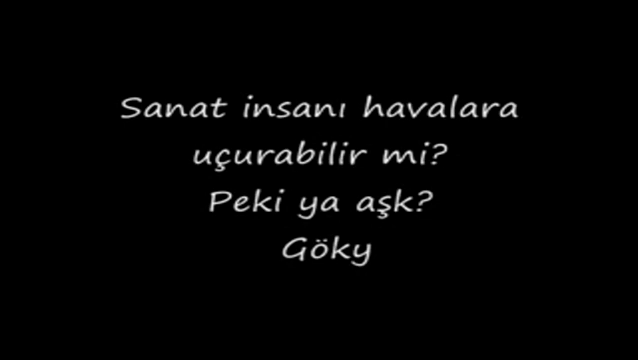 Sanat insanı havalara
uçurabilir mi?
Peki ya aşk?
Göky